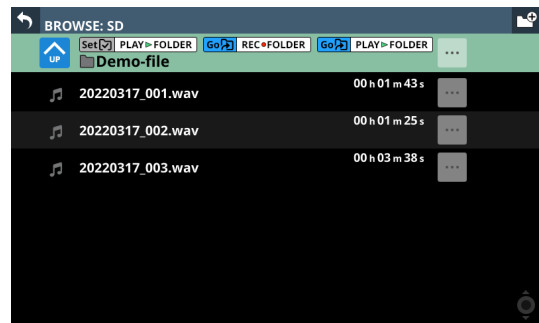 BROWSE: SD
UP
Set PLAY FOLDER Go REC FOLDER Go PLAY FOLDER ...
Demo-file
20220317_001.wav 00 h 01 m 43 s ...
20220317_002.wav 00 h 01 m 25 s ...
20220317_003.wav 00 h 03 m 38 s ...